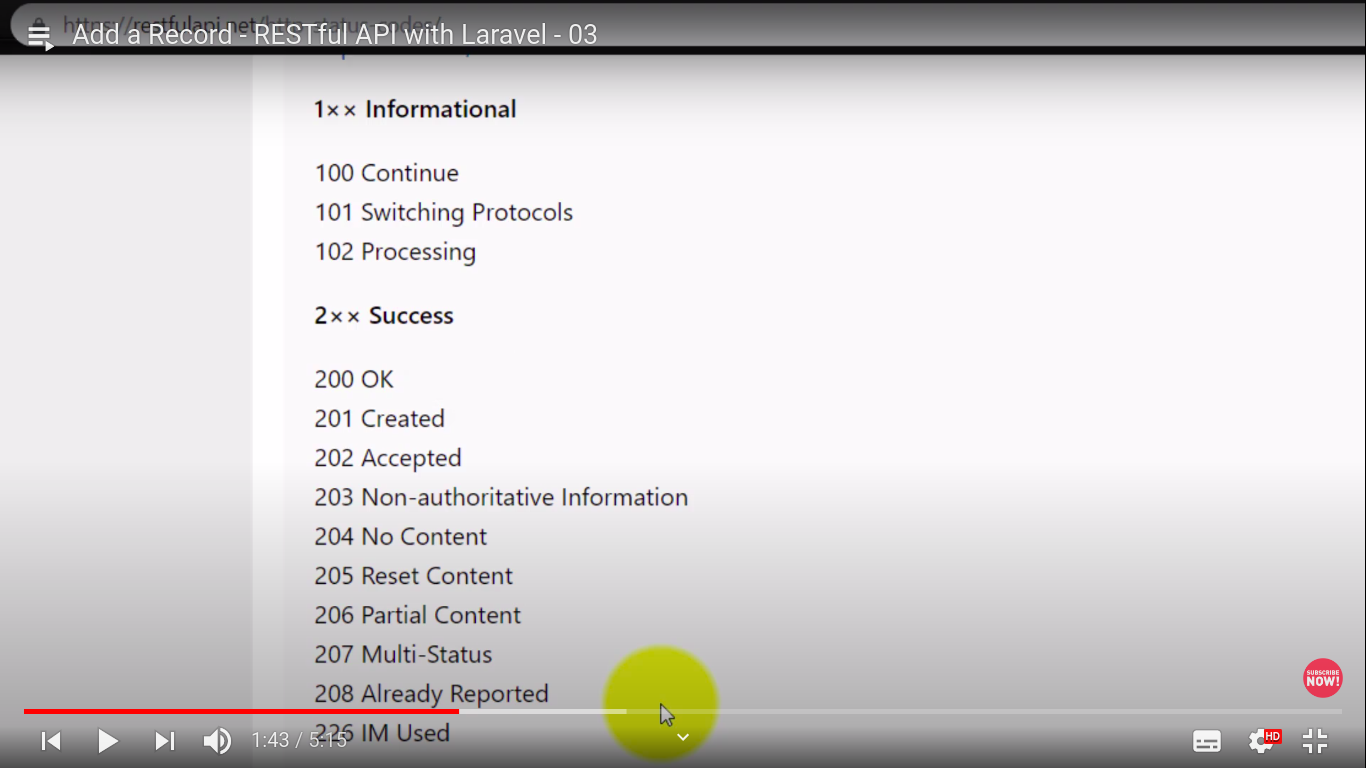 https://restfulapi.net/http-status-codes/
Add a Record - RESTful API with Laravel - 03
1×× Informational
100 Continue
101 Switching Protocols
102 Processing
2×× Success
200 OK
201 Created
202 Accepted
203 Non-authoritative Information
204 No Content
205 Reset Content
206 Partial Content
207 Multi-Status
208 Already Reported
226 IM Used
SUBSCRIBE
NOW!
1:43 / 5:15
HD